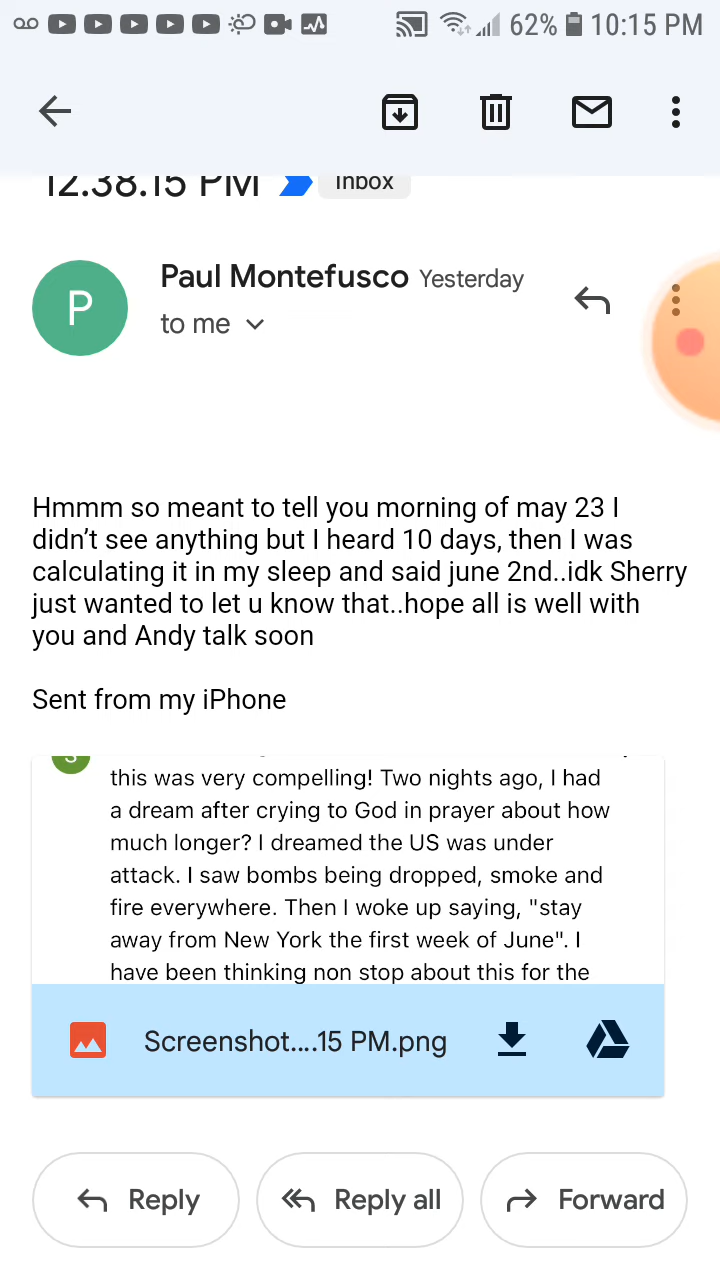 62% 10:15 PM
12.38.15 PM Inbox
P
Paul Montefusco Yesterday
to me
Hmmm so meant to tell you morning of may 23 I
didn’t see anything but I heard 10 days, then I was
calculating it in my sleep and said june 2nd..idk Sherry
just wanted to let u know that..hope all is well with
you and Andy talk soon
Sent from my iPhone
this was very compelling! Two nights ago, I had
a dream after crying to God in prayer about how
much longer? I dreamed the US was under
attack. I saw bombs being dropped, smoke and
fire everywhere. Then I woke up saying, "stay
away from New York the first week of June". I
have been thinking non stop about this for the
Screenshot....15 PM.png
Reply
Reply all
Forward